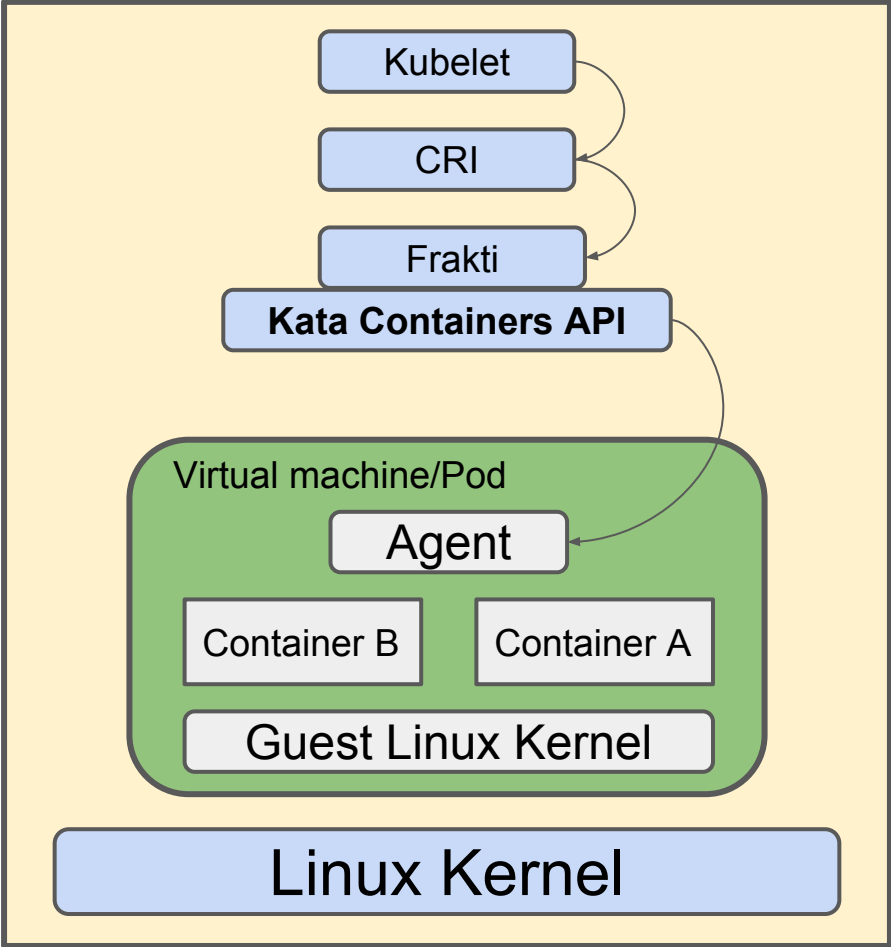 Kubelet
CRI
Frakti
Kata Containers API
Virtual machine/Pod
Agent
Container B
Container A
Guest Linux Kernel
Linux Kernel